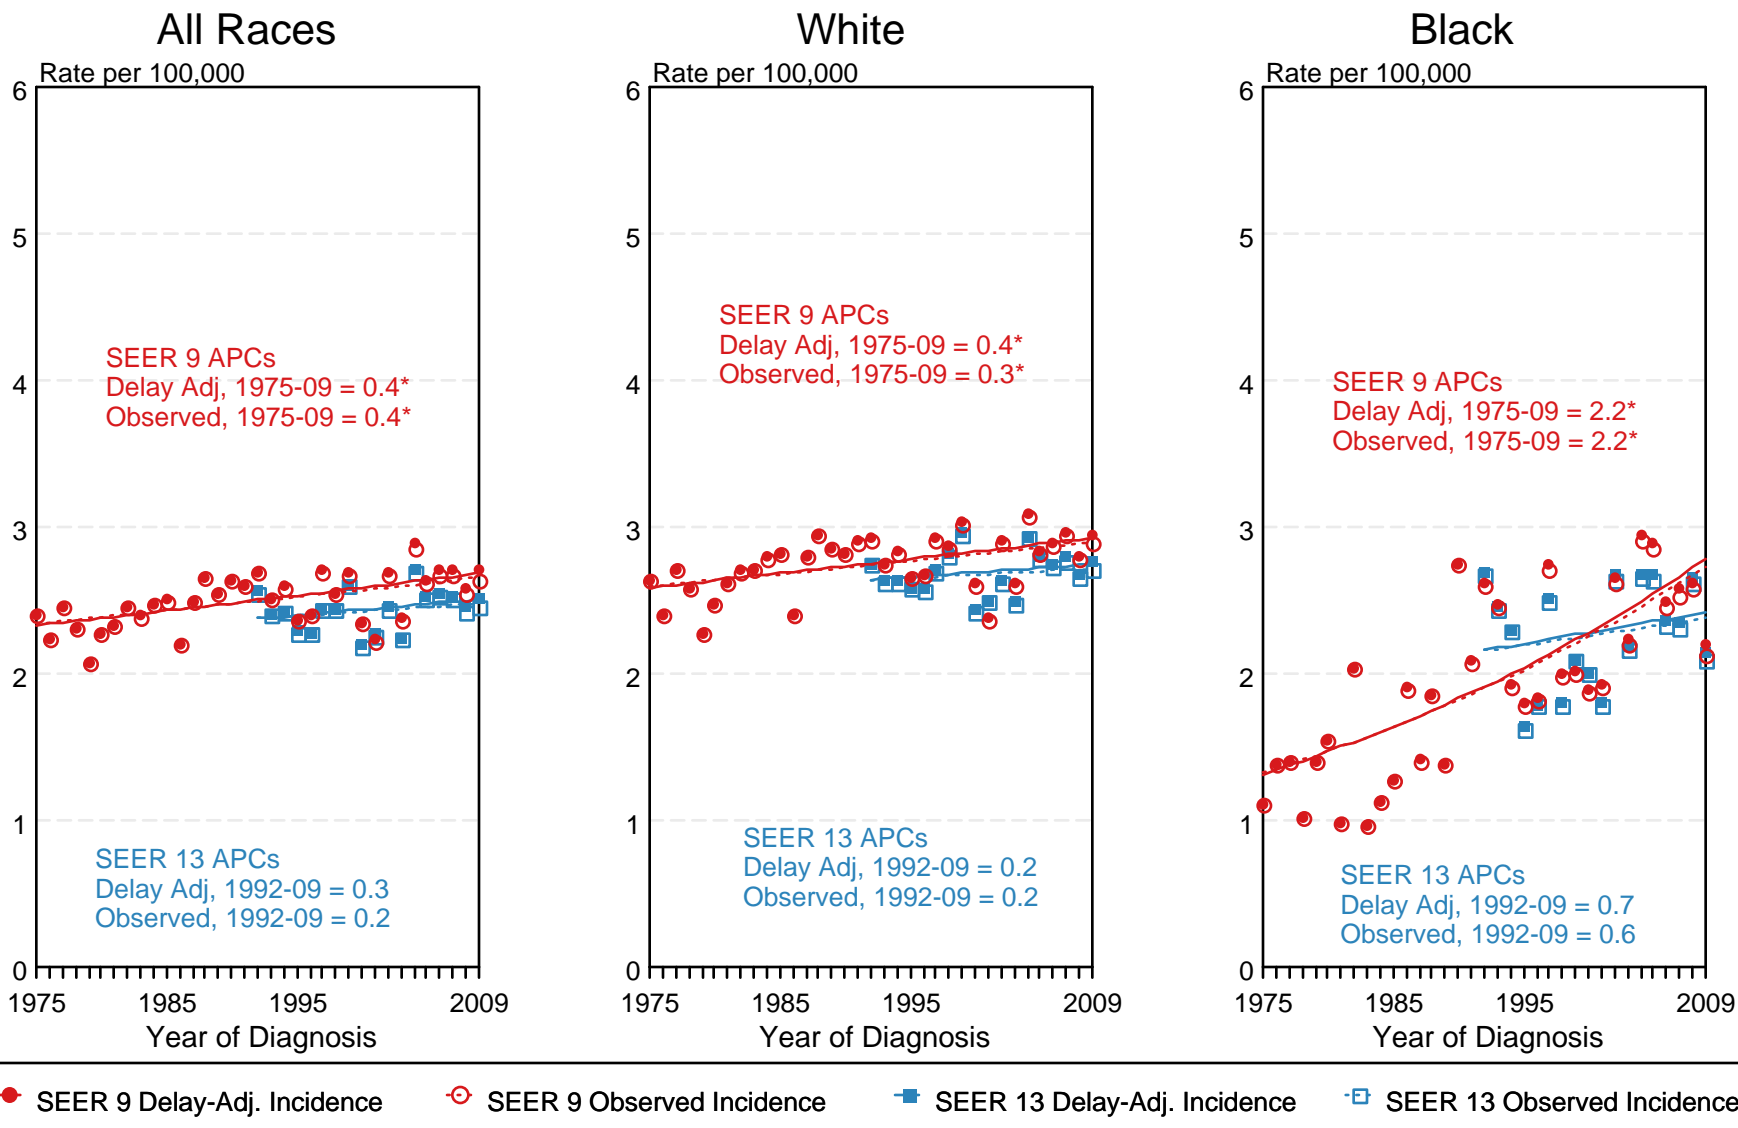 All Races
Rate per 100,000
6
5
4
3
2
1
0
SEER 9 APCs
Delay Adj, 1975-09 = 0.4*
Observed, 1975-09 = 0.4*
SEER 13 APCs
Delay Adj, 1992-09 = 0.3
Observed, 1992-09 = 0.2
1975 1985 1995 2009
Year of Diagnosis
White
Rate per 100,000
6
5
4
3
2
1
0
SEER 9 APCs
Delay Adj, 1975-09 = 0.4*
Observed, 1975-09 = 0.3*
SEER 13 APCs
Delay Adj, 1992-09 = 0.2
Observed, 1992-09 = 0.2
1975 1985 1995 2009
Year of Diagnosis
Black
Rate per 100,000
6
5
4
3
2
1
0
SEER 9 APCs
Delay Adj, 1975-09 = 2.2*
Observed, 1975-09 = 2.2*
SEER 13 APCs
Delay Adj, 1992-09 = 0.7
Observed, 1992-09 = 0.6
1975 1985 1995 2009
Year of Diagnosis
SEER 9 Delay-Adj. Incidence SEER 9 Observed Incidence SEER 13 Delay-Adj. Incidence SEER 13 Observed Incidence